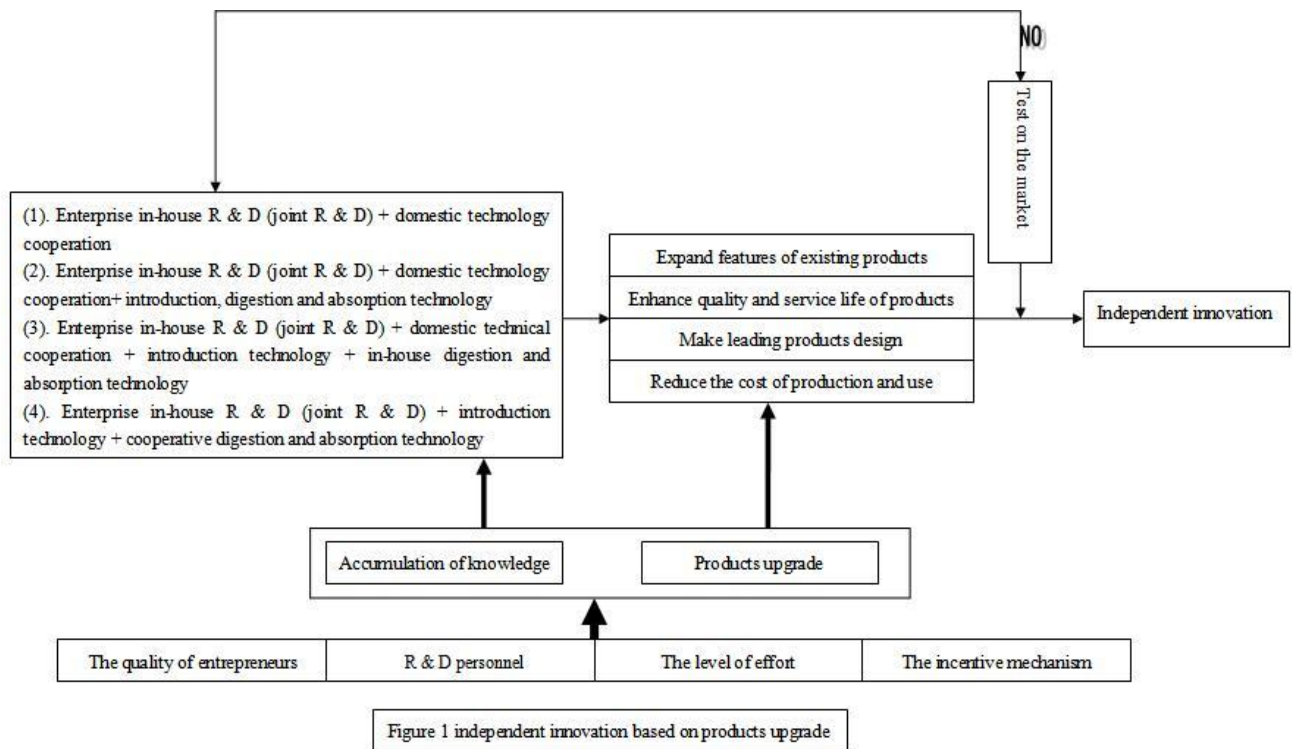 NO
Test on the market
(1). Enterprise in-house R & D (joint R & D) + domestic technology
cooperation
(2). Enterprise in-house R & D (joint R & D) + domestic technology
cooperation+ introduction, digestion and absorption technology
(3). Enterprise in-house R & D (joint R & D) + domestic technical
cooperation + introduction technology + in-house digestion and
absorption technology
(4). Enterprise in-house R & D (joint R & D) + introduction
technology + cooperative digestion and absorption technology
Expand features of existing products
Enhance quality and service life of products
Make leading products design
Reduce the cost of production and use
Independent innovation
Accumulation of knowledge
Products upgrade
The quality of entrepreneurs
R & D personnel
The level of effort
The incentive mechanism
Figure 1 independent innovation based on products upgrade